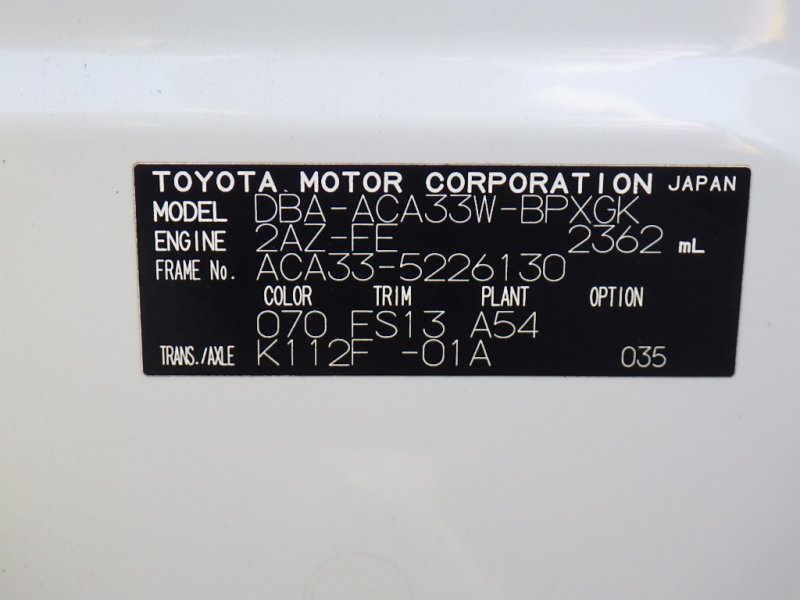 TOYOTA MOTOR CORPORATION JAPAN
MODEL DBA-ACA33W-BPXGK
ENGINE 2AZ-FE 2362 mL
FRAME No. ACA33-5226130
COLOR TRIM PLANT OPTION
070 FS13 A54
TRANS./AXLE K112F -01A 035